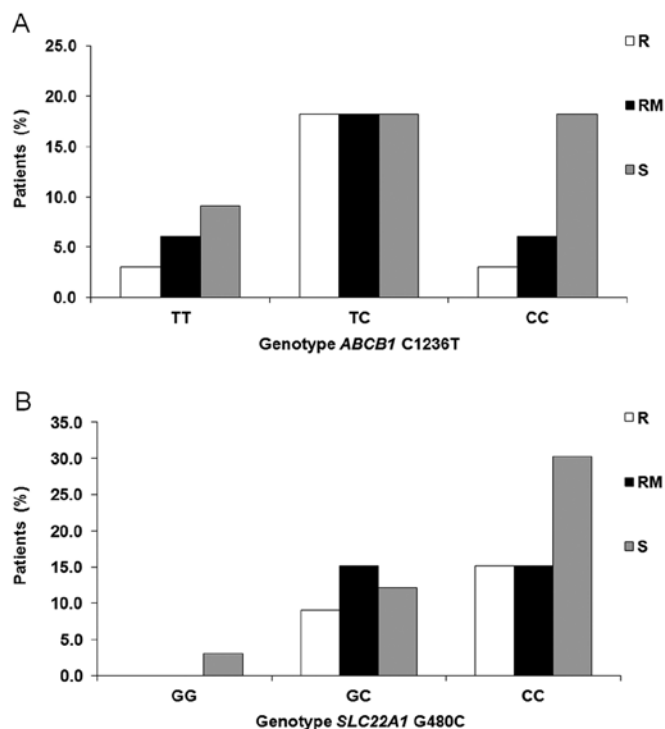 A
25.0
20.0
15.0
10.0
5.0
0.0
Patients (%)
TT TC CC
Genotype ABCB1 C1236T
R
RM
S
B
35.0
30.0
25.0
20.0
15.0
10.0
5.0
0.0
Patients (%)
GG GC CC
Genotype SLC22A1 G480C
R
RM
S